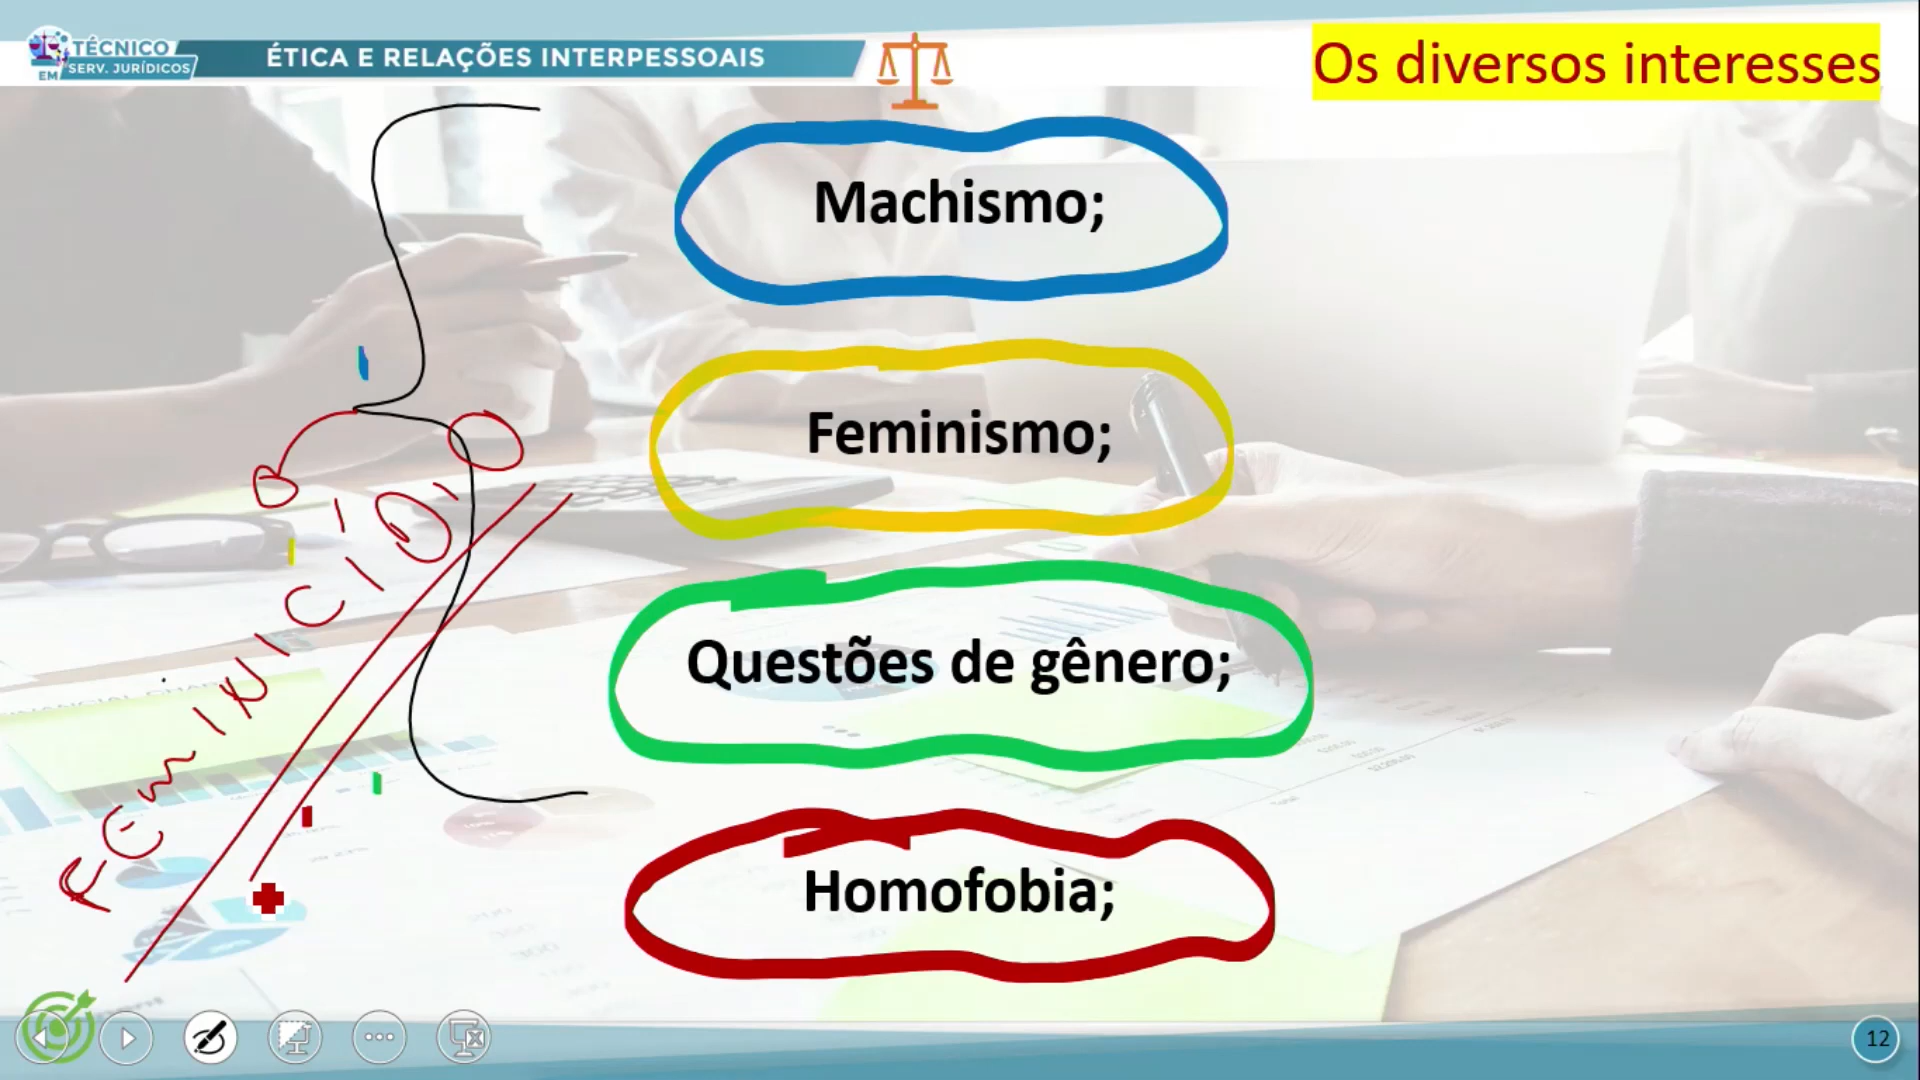 TÉCNICO
EM SERV. JURÍDICOS
ÉTICA E RELAÇÕES INTERPESSOAIS
Os diversos interesses
Machismo;
Feminismo;
Questões de gênero;
Homofobia;
FEMINICÍDIO
12